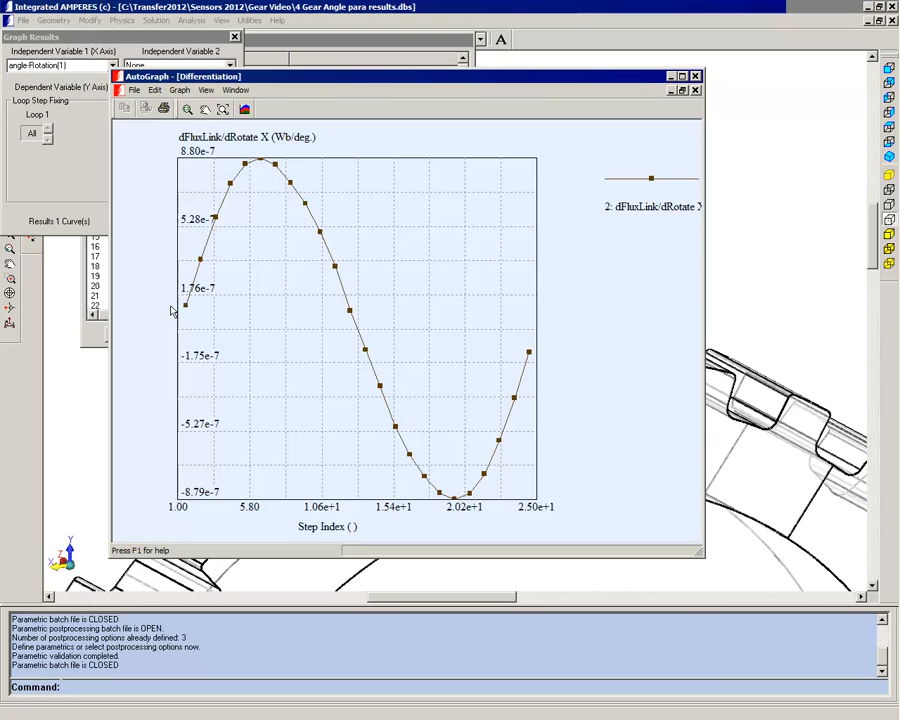 Integrated AMPERES (c) - [C:\Transfer2012\Sensors 2012\Gear Video\4 Gear Angle para results.dbs]
File Geometry Modify Physics Solution Analysis View Utilities Help
Graph Results
Independent Variable 1 (X Axis) Independent Variable 2
angle-Rotation(1) None
A
Dependent Variable (Y Axis)
Loop Step Fixing
Loop 1
All
Results 1 Curve(s)
15
16
17
18
19
20
21
22
AutoGraph - [Differentiation]
File Edit Graph View Window
dFluxLink/dRotate X (Wb/deg.)
8.80e-7
5.28e-7
1.76e-7
-1.75e-7
-5.27e-7
-8.79e-7
1.00 5.80 1.06e+1 1.54e+1 2.02e+1 2.50e+1
Step Index ( )
2: dFluxLink/dRotate X
Press F1 for help
Y
X
Z
Parametric batch file is CLOSED
Parametric postprocessing batch file is OPEN.
Number of postprocessing options already defined: 3
Define parametrics or select postprocessing options now.
Parametric validation completed.
Parametric batch file is CLOSED
Command: